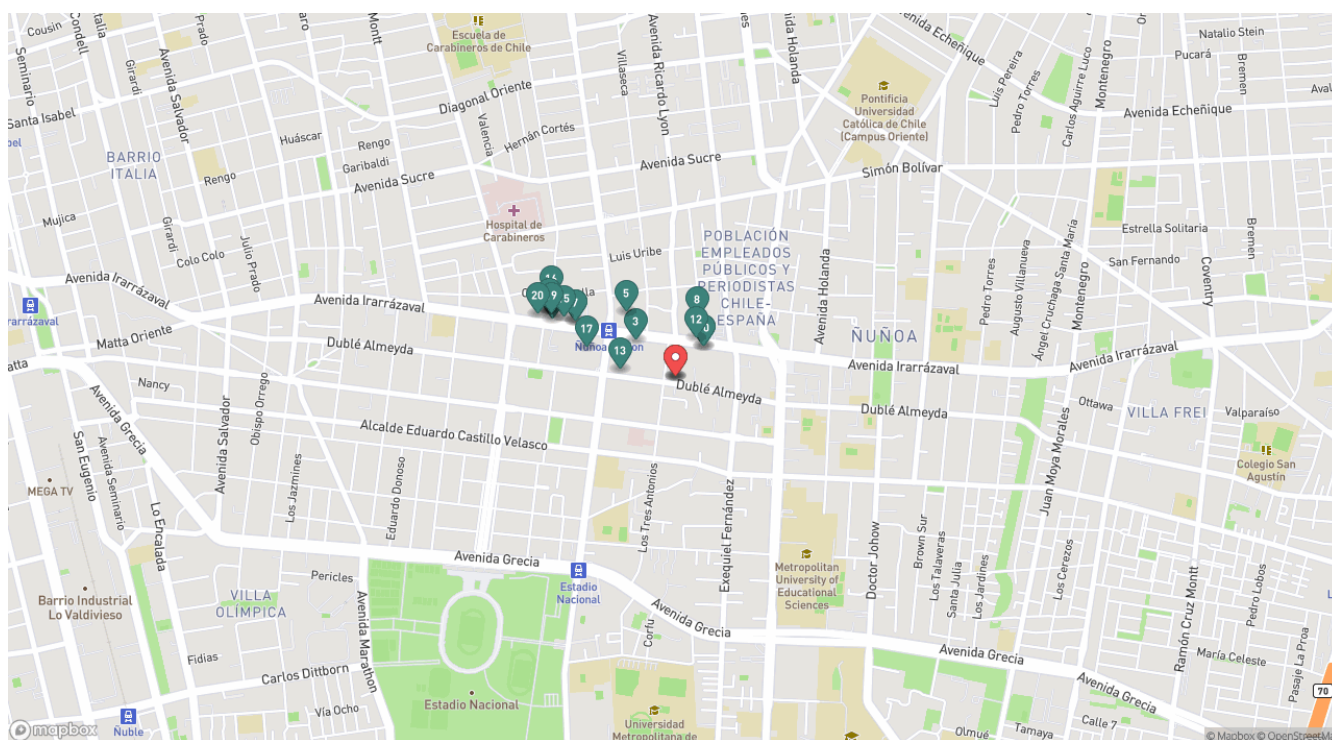 Cousin
Condell
Italia
Prado
aro
Montt
Escuela de
Carabineros de Chile
Villaseca
Avenida Ricardo Lyon
Avenida Holanda
Avenida Echeñique
Luis Pereira
Pedro Torres
Carlos Aguirre Luco
Montenegro
Natalio Stein
Pucará
Bremen
Seminario
Girardi
Avenida Salvador
Santa Isabel
Diagonal Oriente
Valencia
Hernán Cortés
Pontificia
Universidad
Católica de Chile
(Campus Oriente)
Avenida Echeñique
Huáscar
Rengo
Garibaldi
BARRIO
ITALIA
Rengo
Avenida Sucre
Avenida Sucre
Simón Bolívar
Mujica
Girardi
Colo Colo
Julio Prado
Hospital de
Carabineros
Luis Uribe
POBLACIÓN
EMPLEADOS
PÚBLICOS Y
PERIODISTAS
CHILE-
ESPAÑA
Avenida Holanda
Pedro Torres
Augusto Villanueva
Ángel Cruchaga Santa María
Montenegro
Estrella Solitaria
San Fernando
Coventry
Bremen
Avenida Irarrázaval
Avenida Irarrázaval
20
9
5
8
3
12
17
13
Matta Oriente
Dublé Almeyda
ÑUÑOA
Avenida Irarrázaval
Avenida Irarrázaval
Nancy
Dublé Almeyda
Dublé Almeyda
Ottawa
VILLA FREI
Valparaíso
Avenida Grecia
Avenida Salvador
Obispo Orrego
Alcalde Eduardo Castillo Velasco
Colegio San
Agustín
MEGA TV
San Eugenio
Avenida Seminario
Lo Encalada
Los Jazmines
Eduardo Donoso
Los Tres Antonios
Exequiel Fernández
Doctor Johow
Brown Sur
Los Talaveras
Santa Julia
Los Jardines
Juan Moya Morales
Los Cerezos
Ramón Cruz Montt
Pedro Lobos
Avenida Grecia
Pericles
Estadio
Nacional
Metropolitan
University of
Educational
Sciences
Barrio Industrial
Lo Valdivieso
VILLA
OLÍMPICA
Avenida Marathon
Corfu
Avenida Grecia
Avenida Grecia
María Celeste
Pasaje La Proa
Fidias
Carlos Dittborn
Avenida Grecia
70
Ñuble
Vía Ocho
Estadio Nacional
Universidad
Metropolitana de
Olmué
Tamaya
Calle 7
mapbox
© Mapbox © OpenStreetMa